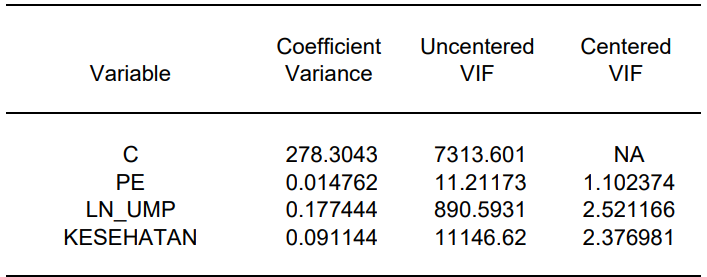 Coefficient Uncentered Centered
Variable Variance VIF VIF
C 278.3043 7313.601 NA
PE 0.014762 11.21173 1.102374
LN_UMP 0.177444 890.5931 2.521166
KESEHATAN 0.091144 11146.62 2.376981